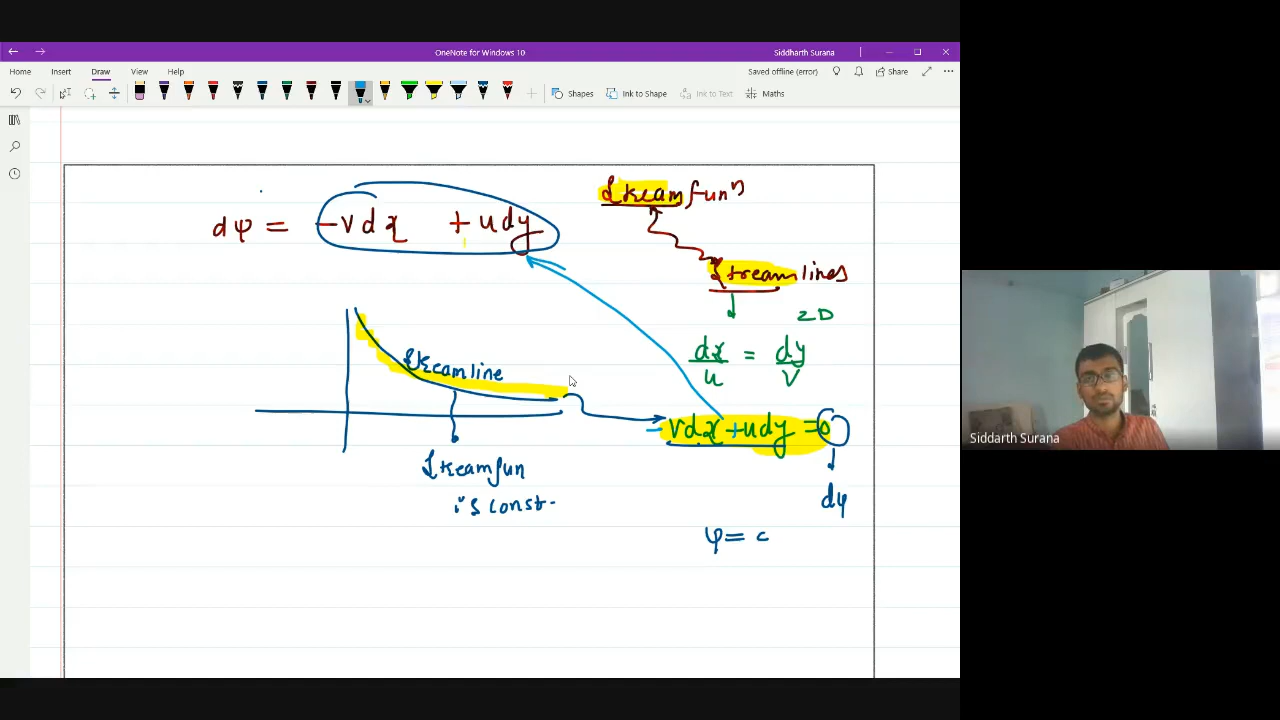 OneNote for Windows 10
Siddharth Surana
Home Insert Draw View Help
Saved offline (error)
Share
Shapes
Ink to Shape
Ink to Text
Maths
Streamfunⁿ
dψ = -vdx + udy
Streamlines
2D
dx/u = dy/v
Streamline
-vdx + udy = 0
Streamfun
is const.
dψ
ψ = c
Siddarth Surana